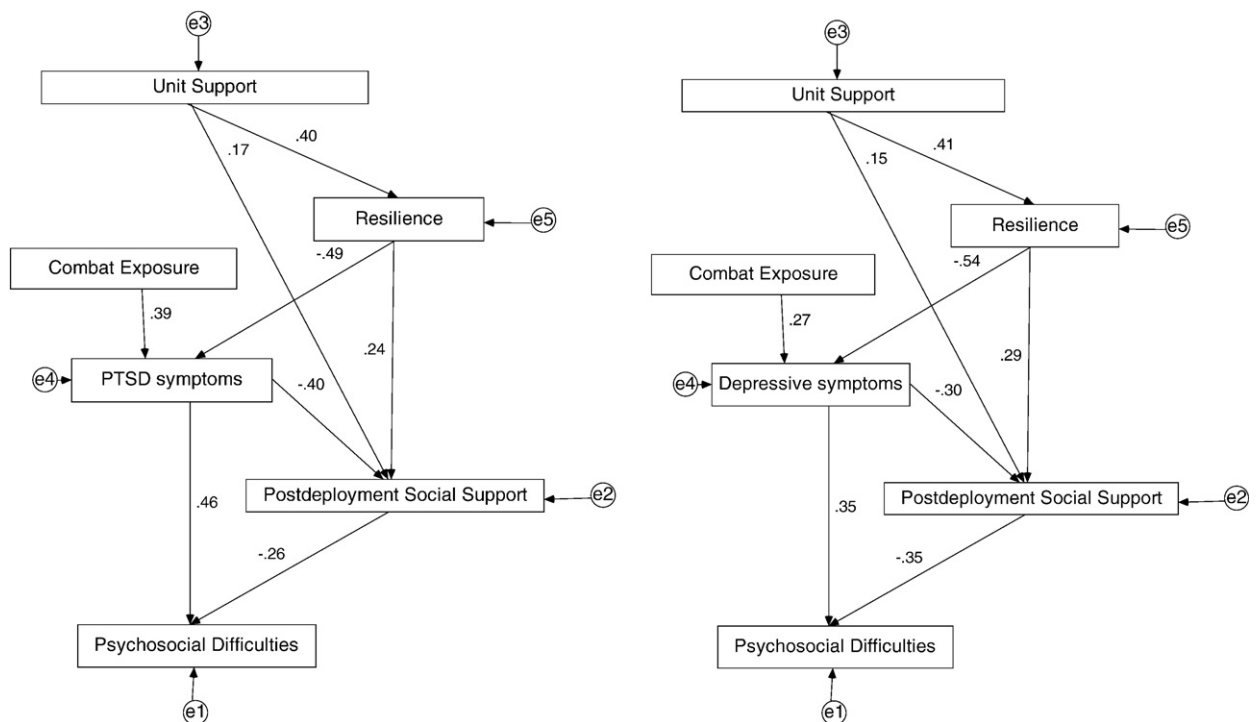 e3
Unit Support
.40
.17
Resilience
e5
-.49
Combat Exposure
.39
.24
e4
PTSD symptoms
-.40
.46
Postdeployment Social Support
e2
-.26
Psychosocial Difficulties
e1
e3
Unit Support
.41
.15
Resilience
e5
-.54
Combat Exposure
.27
.29
e4
Depressive symptoms
-.30
.35
Postdeployment Social Support
e2
-.35
Psychosocial Difficulties
e1